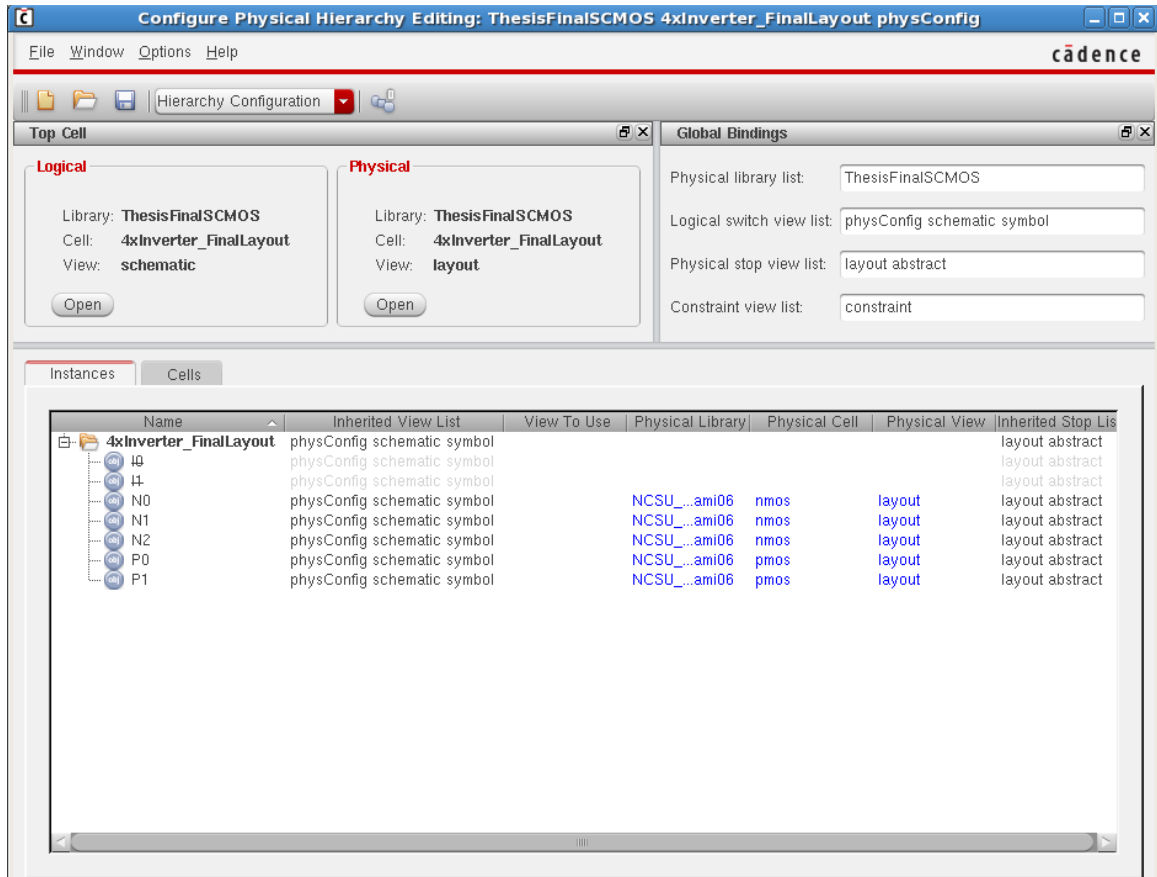 Configure Physical Hierarchy Editing: ThesisFinalSCMOS 4xInverter_FinalLayout physConfig
File Window Options Help
cādence
Hierarchy Configuration
Top Cell
Logical
Library: ThesisFinalSCMOS
Cell: 4xInverter_FinalLayout
View: schematic
Open
Physical
Library: ThesisFinalSCMOS
Cell: 4xInverter_FinalLayout
View: layout
Open
Global Bindings
Physical library list: ThesisFinalSCMOS
Logical switch view list: physConfig schematic symbol
Physical stop view list: layout abstract
Constraint view list: constraint
Instances Cells
Name Inherited View List View To Use Physical Library Physical Cell Physical View Inherited Stop Lis
4xInverter_FinalLayout physConfig schematic symbol layout abstract
I0 physConfig schematic symbol layout abstract
I1 physConfig schematic symbol layout abstract
N0 physConfig schematic symbol NCSU_...ami06 nmos layout layout abstract
N1 physConfig schematic symbol NCSU_...ami06 nmos layout layout abstract
N2 physConfig schematic symbol NCSU_...ami06 nmos layout layout abstract
P0 physConfig schematic symbol NCSU_...ami06 pmos layout layout abstract
P1 physConfig schematic symbol NCSU_...ami06 pmos layout layout abstract